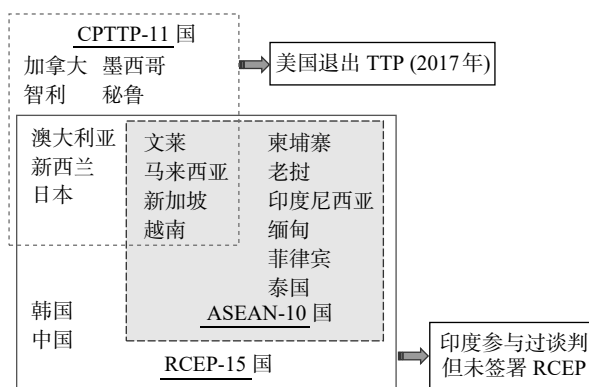 CPTTP-11 国
加拿大 墨西哥
智利 秘鲁
美国退出 TTP (2017年)
澳大利亚
新西兰
日本
文莱
马来西亚
新加坡
越南
柬埔寨
老挝
印度尼西亚
缅甸
菲律宾
泰国
ASEAN-10 国
韩国
中国
RCEP-15 国
印度参与过谈判
但未签署 RCEP